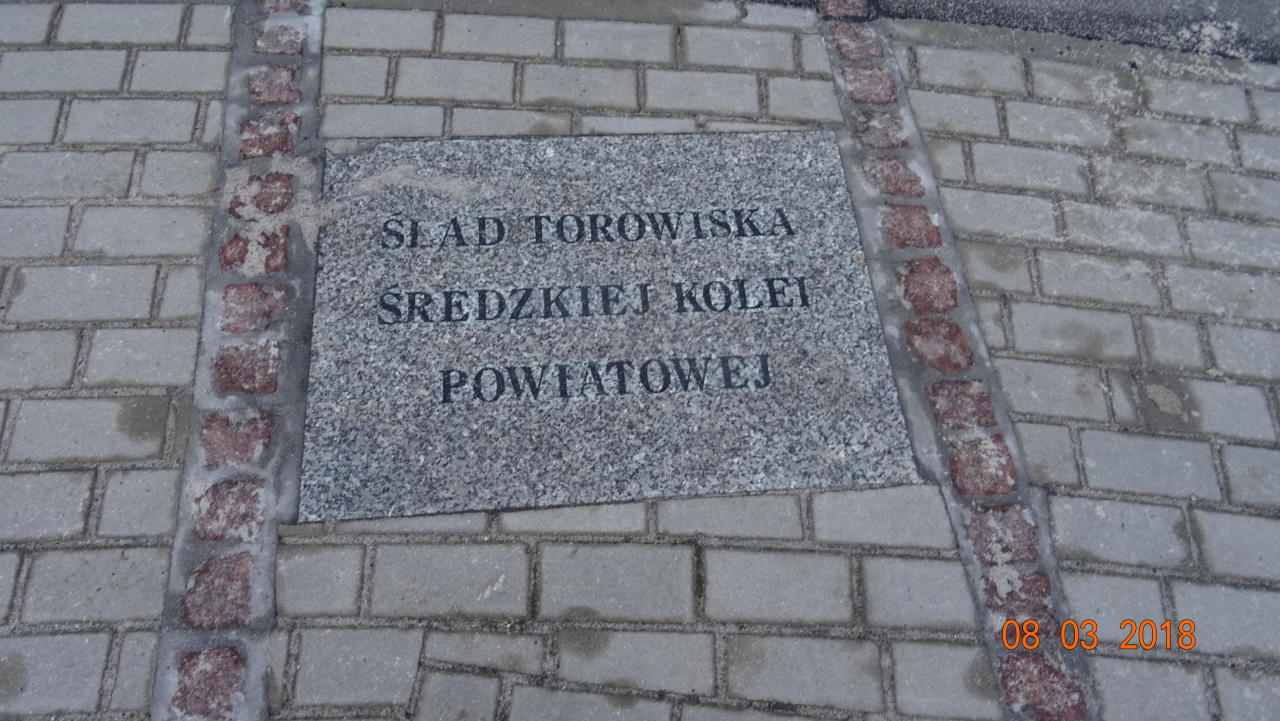 ŚLAD TOROWISKA
ŚREDZKIEJ KOLEI
POWIATOWEJ
08 03 2018